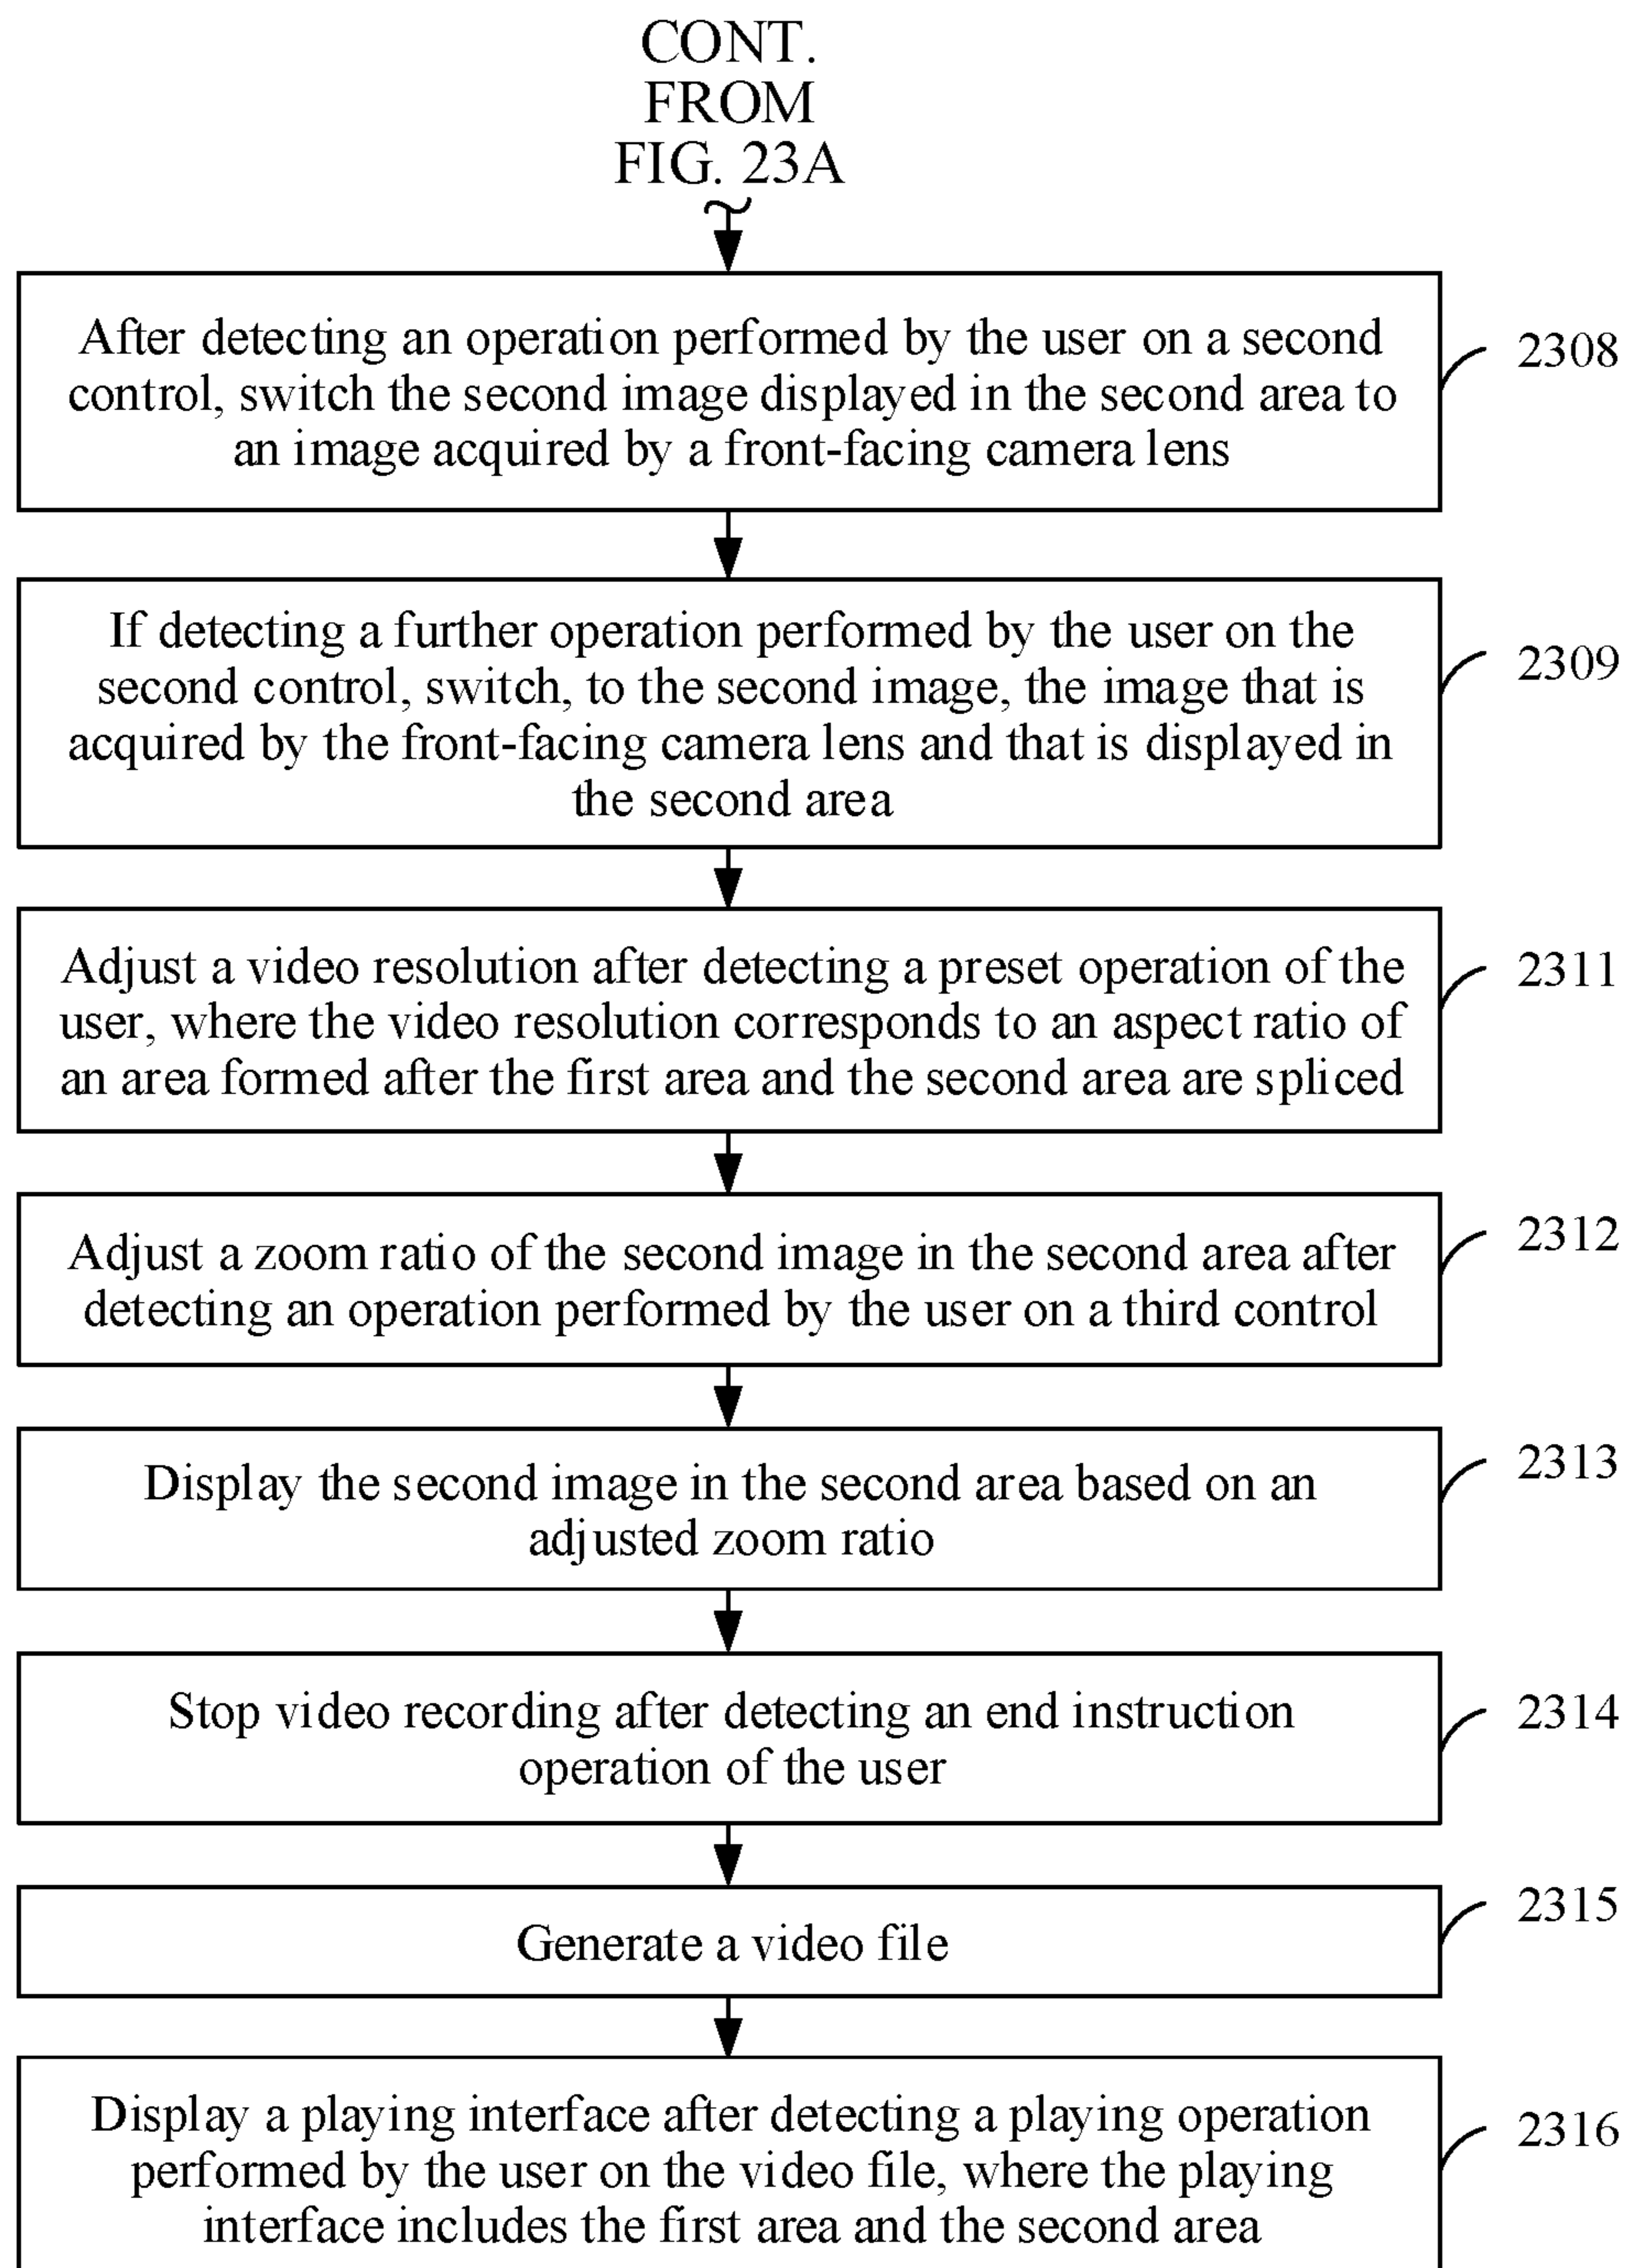 CONT.
FROM
FIG. 23A
After detecting an operation performed by the user on a second
control, switch the second image displayed in the second area to
an image acquired by a front-facing camera lens
2308
If detecting a further operation performed by the user on the
second control, switch, to the second image, the image that is
acquired by the front-facing camera lens and that is displayed in
the second area
2309
Adjust a video resolution after detecting a preset operation of the
user, where the video resolution corresponds to an aspect ratio of
an area formed after the first area and the second area are spliced
2311
Adjust a zoom ratio of the second image in the second area after
detecting an operation performed by the user on a third control
2312
Display the second image in the second area based on an
adjusted zoom ratio
2313
Stop video recording after detecting an end instruction
operation of the user
2314
Generate a video file
2315
Display a playing interface after detecting a playing operation
performed by the user on the video file, where the playing
interface includes the first area and the second area
2316